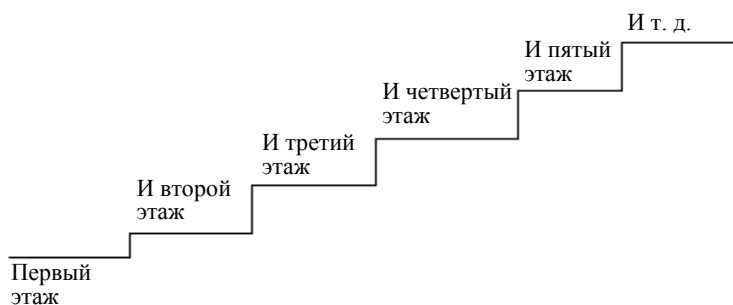 Первый
этаж
И второй
этаж
И третий
этаж
И четвертый
этаж
И пятый
этаж
И т. д.